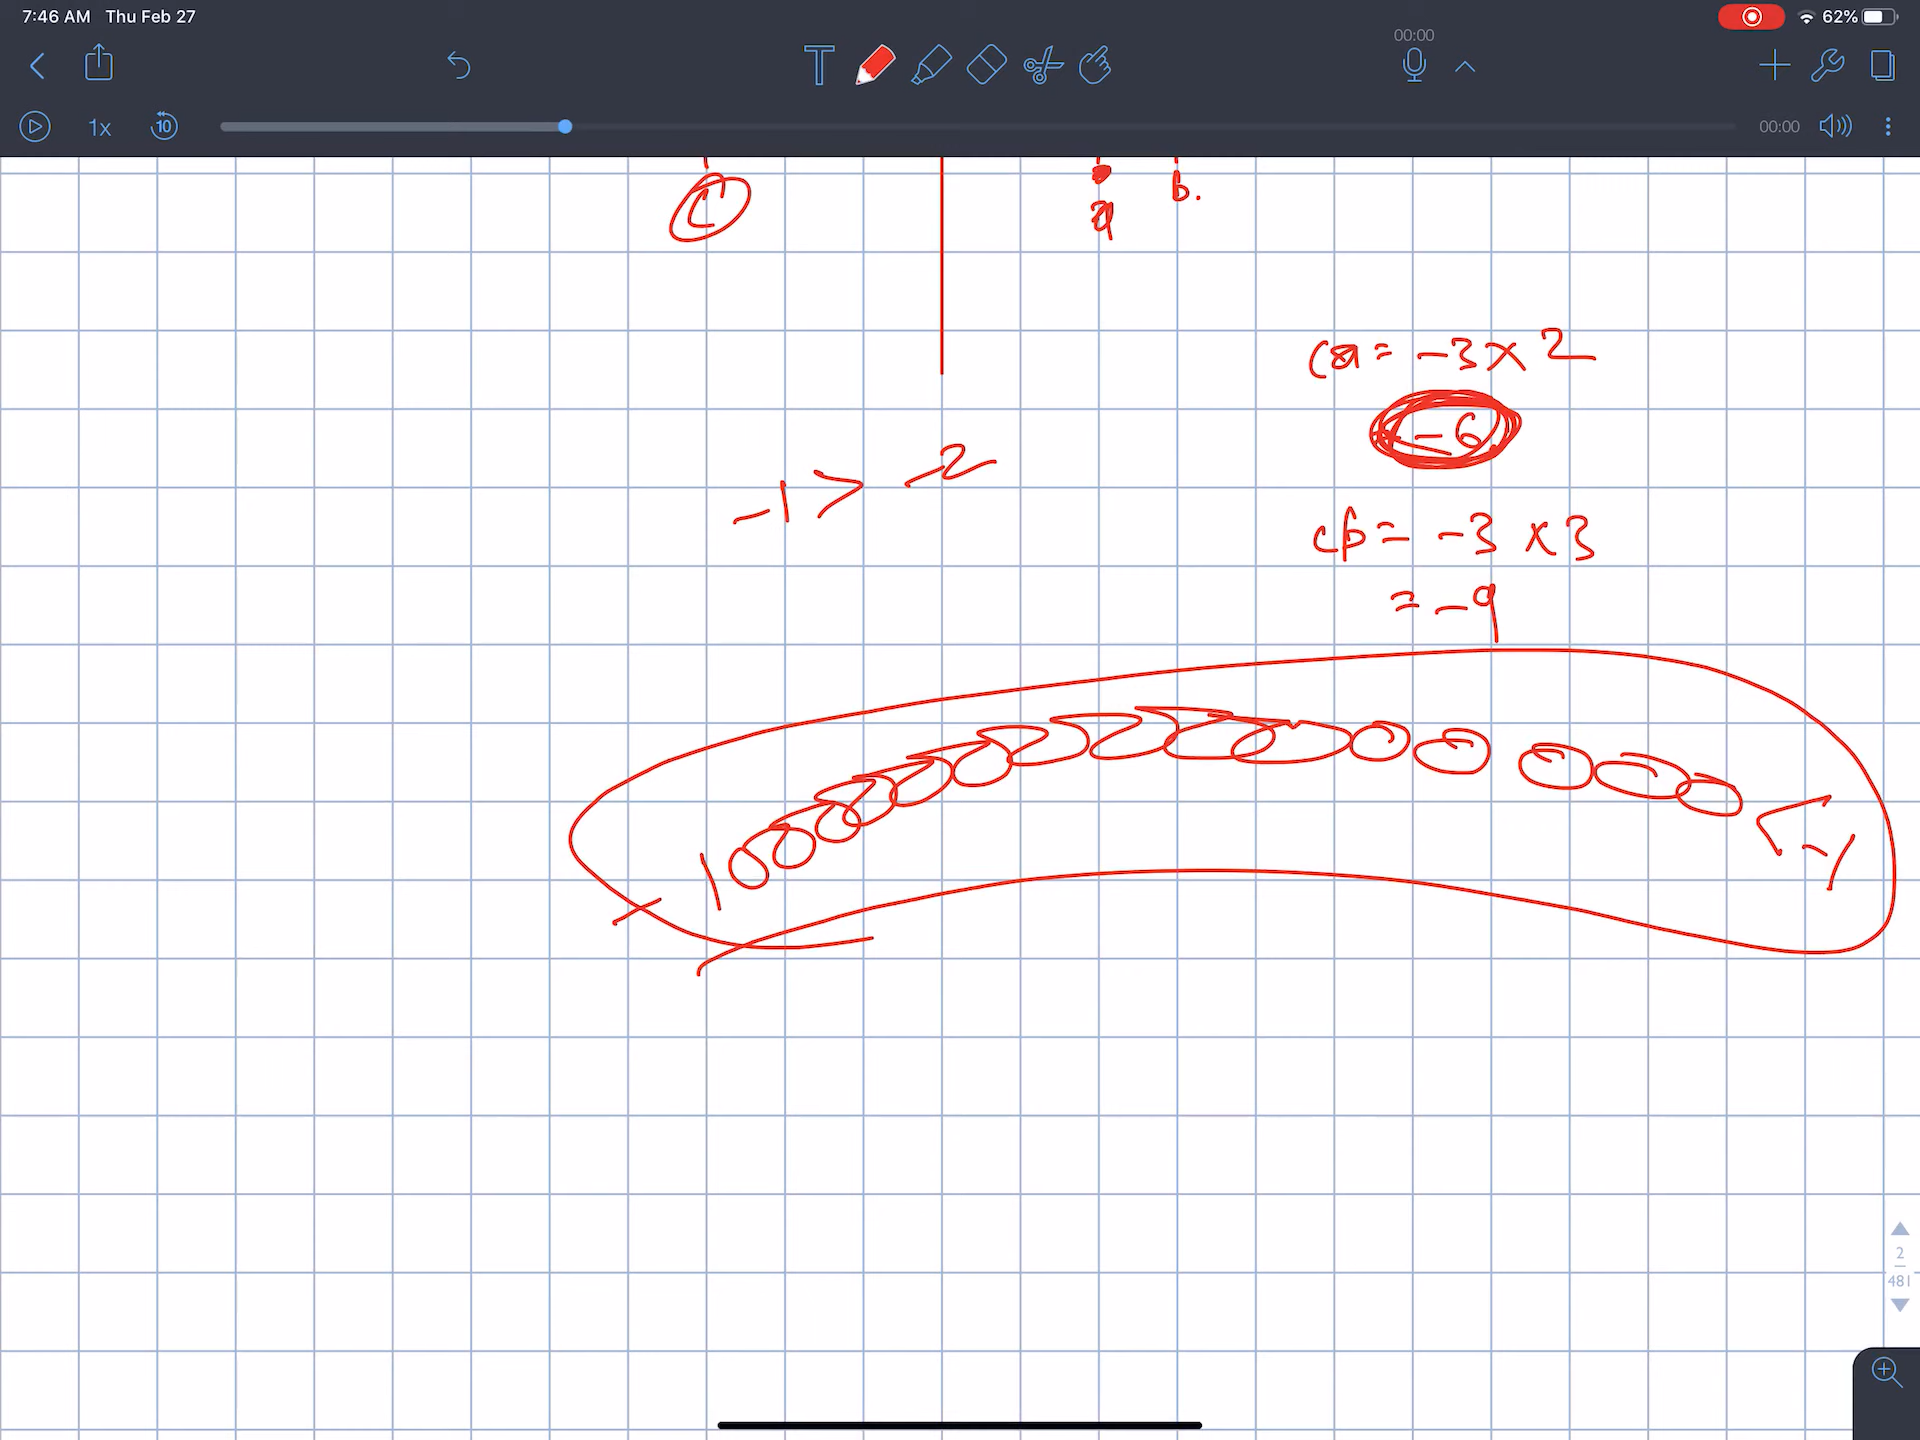 7:46 AM Thu Feb 27
62%
00:00
T
1x
10
00:00
c
a
b.
ca = -3 x 2
-6
-1 > -2
cb = -3 x 3
= -9
< -1
2
481